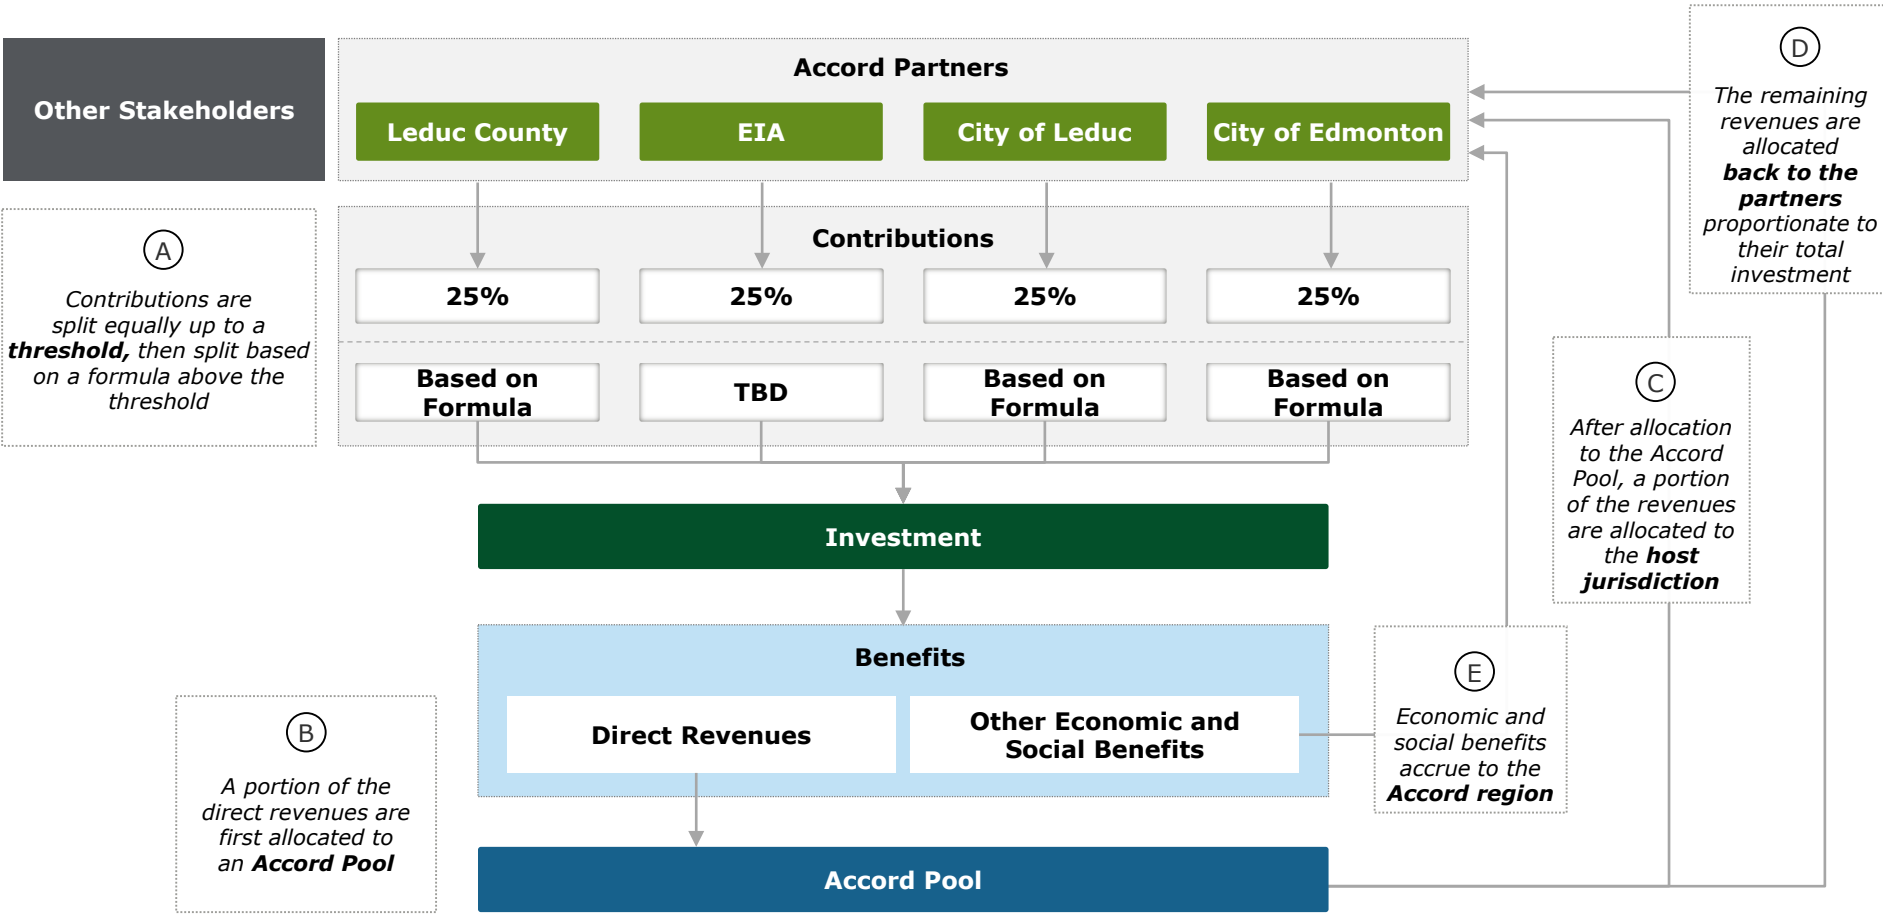 Other Stakeholders
Accord Partners
Leduc County
EIA
City of Leduc
City of Edmonton
A
Contributions are
split equally up to a
threshold, then split based
on a formula above the
threshold
Contributions
25%
25%
25%
25%
Based on
Formula
TBD
Based on
Formula
Based on
Formula
Investment
Benefits
Direct Revenues
Other Economic and
Social Benefits
B
A portion of the
direct revenues are
first allocated to
an Accord Pool
Accord Pool
C
After allocation
to the Accord
Pool, a portion
of the revenues
are allocated to
the host
jurisdiction
D
The remaining
revenues are
allocated
back to the
partners
proportionate to
their total
investment
E
Economic and
social benefits
accrue to the
Accord region